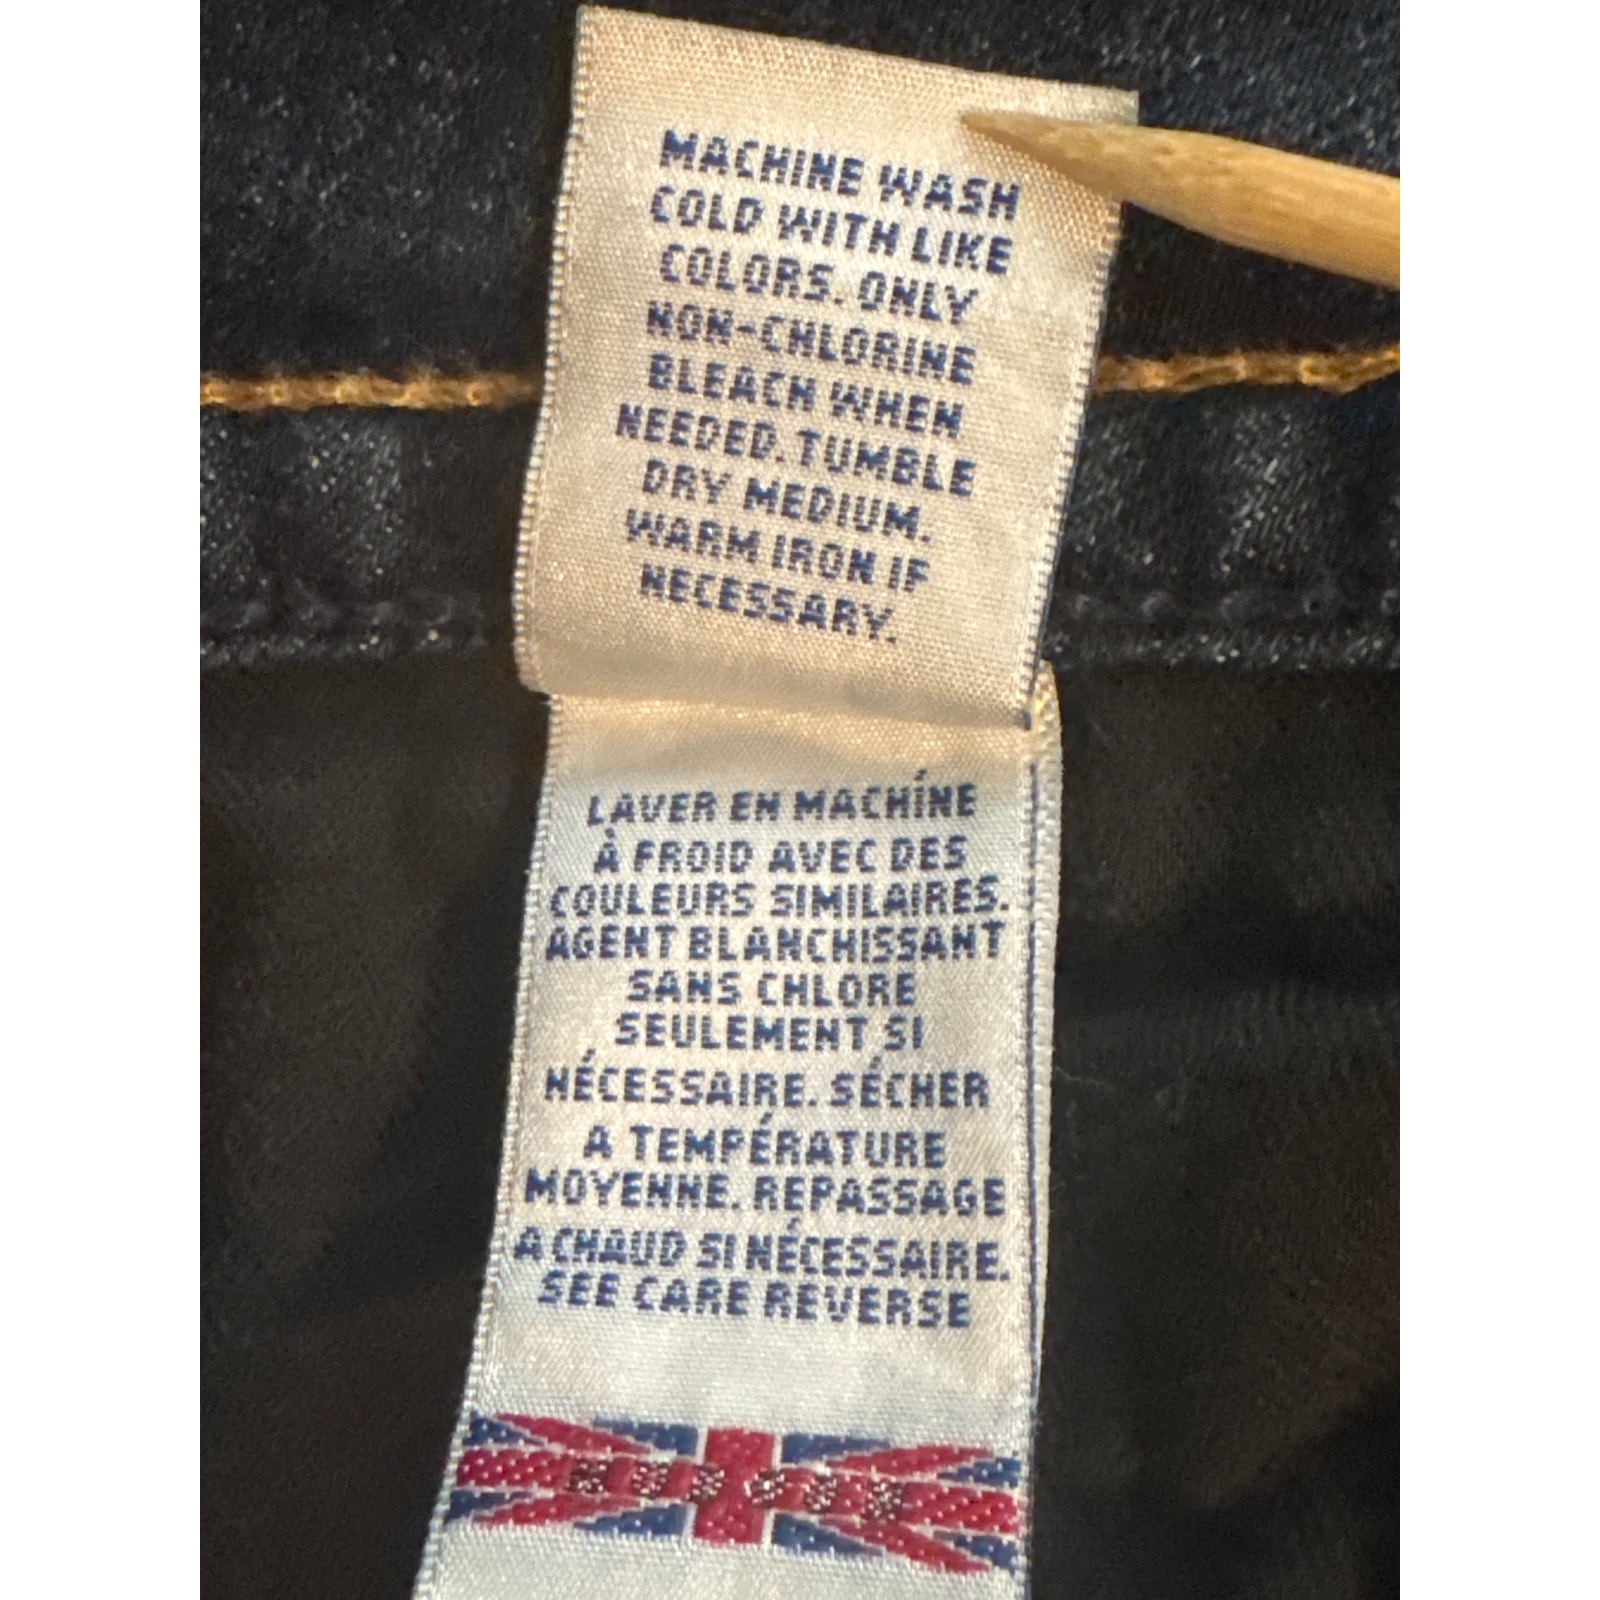 MACHINE WASH
COLD WITH LIKE
COLORS. ONLY
NON-CHLORINE
BLEACH WHEN
NEEDED. TUMBLE
DRY MEDIUM.
WARM IRON IF
NECESSARY.
LAVER EN MACHINE
À FROID AVEC DES
COULEURS SIMILAIRES.
AGENT BLANCHISSANT
SANS CHLORE
SEULEMENT SI
NÉCESSAIRE. SÉCHER
A TEMPÉRATURE
MOYENNE. REPASSAGE
A CHAUD SI NÉCESSAIRE.
SEE CARE REVERSE